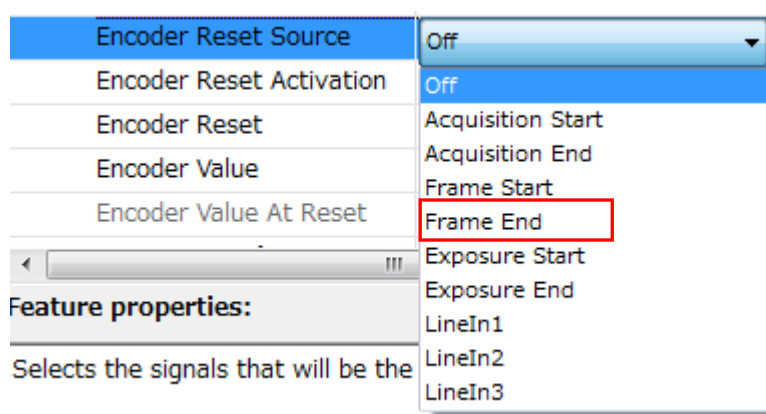 Encoder Reset Source
Off
Encoder Reset Activation
Off
Encoder Reset
Acquisition Start
Encoder Value
Acquisition End
Encoder Value At Reset
Frame Start
Frame End
Exposure Start
Exposure End
Feature properties:
LineIn1
Selects the signals that will be the
LineIn2
LineIn3